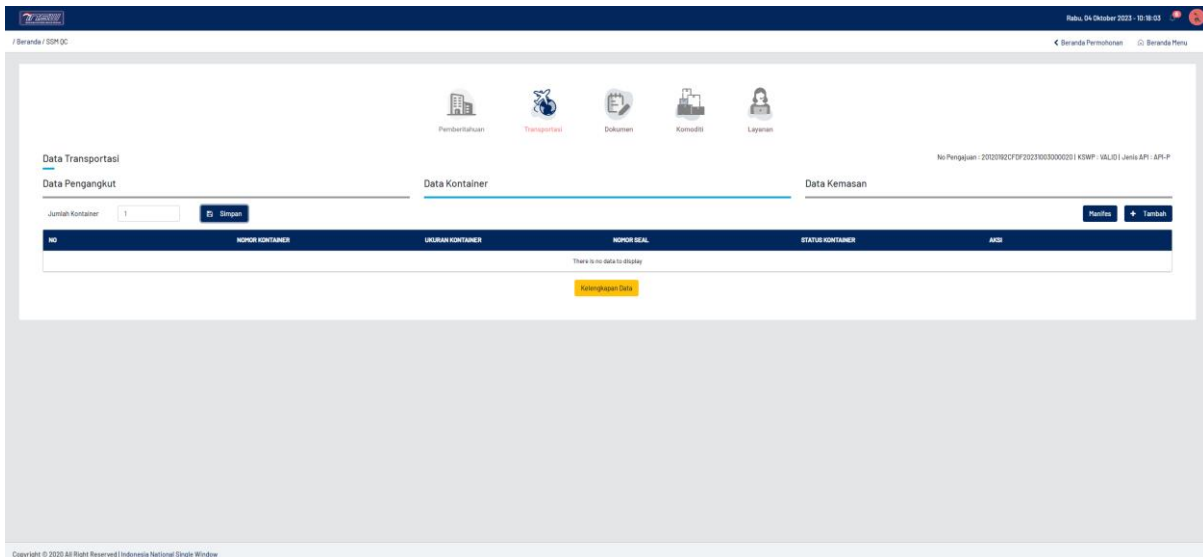 Rabu, 04 Oktober 2023 - 10:18:03
/ Beranda / SSM QC
Beranda Permohonan
Beranda Menu
Pemberitahuan
Transportasi
Dokumen
Komoditi
Layanan
Data Transportasi
No Pengajuan : 20120192CFDF20231003000020 | KSWP : VALID | Jenis API : API-P
Data Pengangkut
Data Kontainer
Data Kemasan
Jumlah Kontainer
1
Simpan
Manifes
+ Tambah
NO NOMOR KONTAINER UKURAN KONTAINER NOMOR SEAL STATUS KONTAINER AKSI
There is no data to display
Kelengkapan Data
Copyright © 2020 All Right Reserved | Indonesia National Single Window